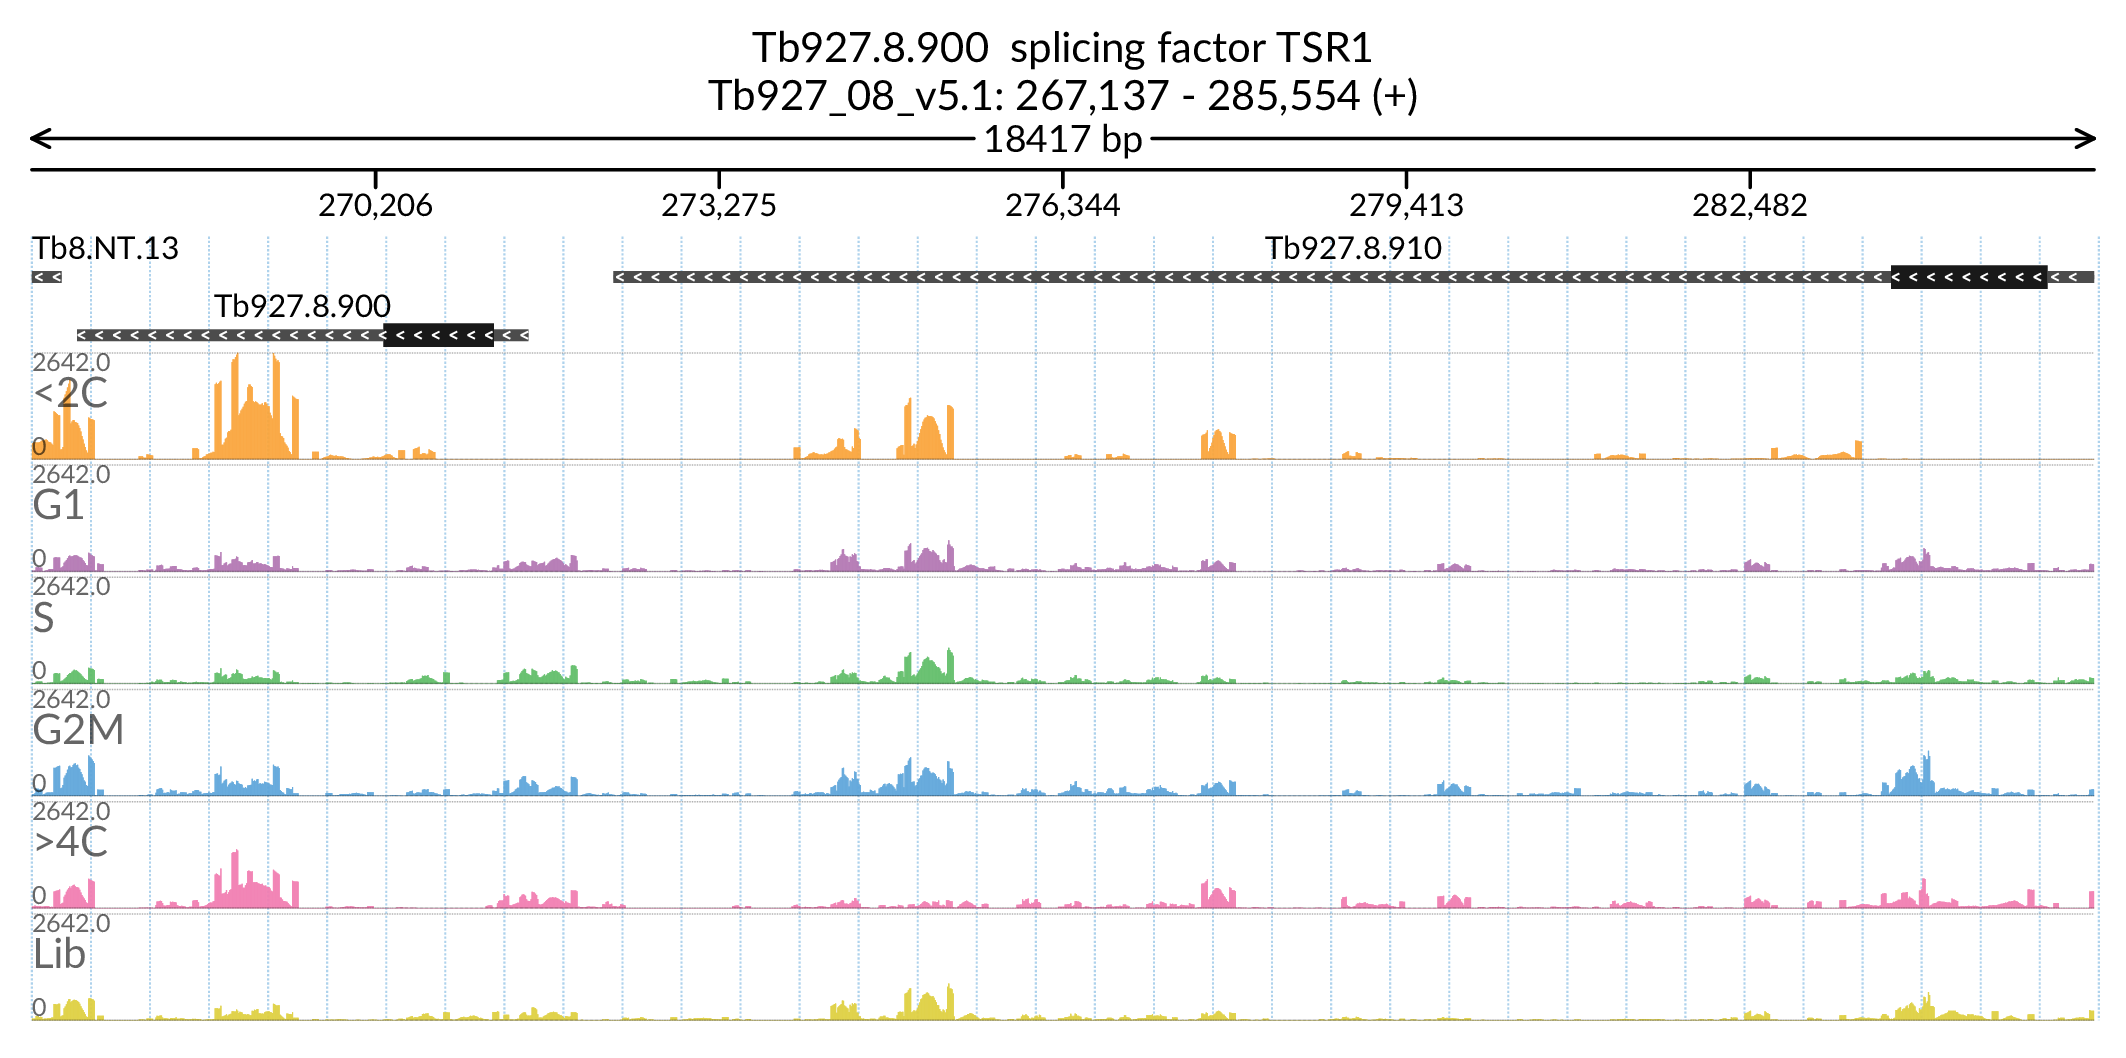 Tb927.8.900  splicing factor TSR1
Tb927_08_v5.1: 267,137 - 285,554 (+)
18417 bp
270,206 273,275 276,344 279,413 282,482
Tb8.NT.13 Tb927.8.910
Tb927.8.900
2642.0
<2C
0
2642.0
G1
0
2642.0
S
0
2642.0
G2M
0
2642.0
>4C
0
2642.0
Lib
0